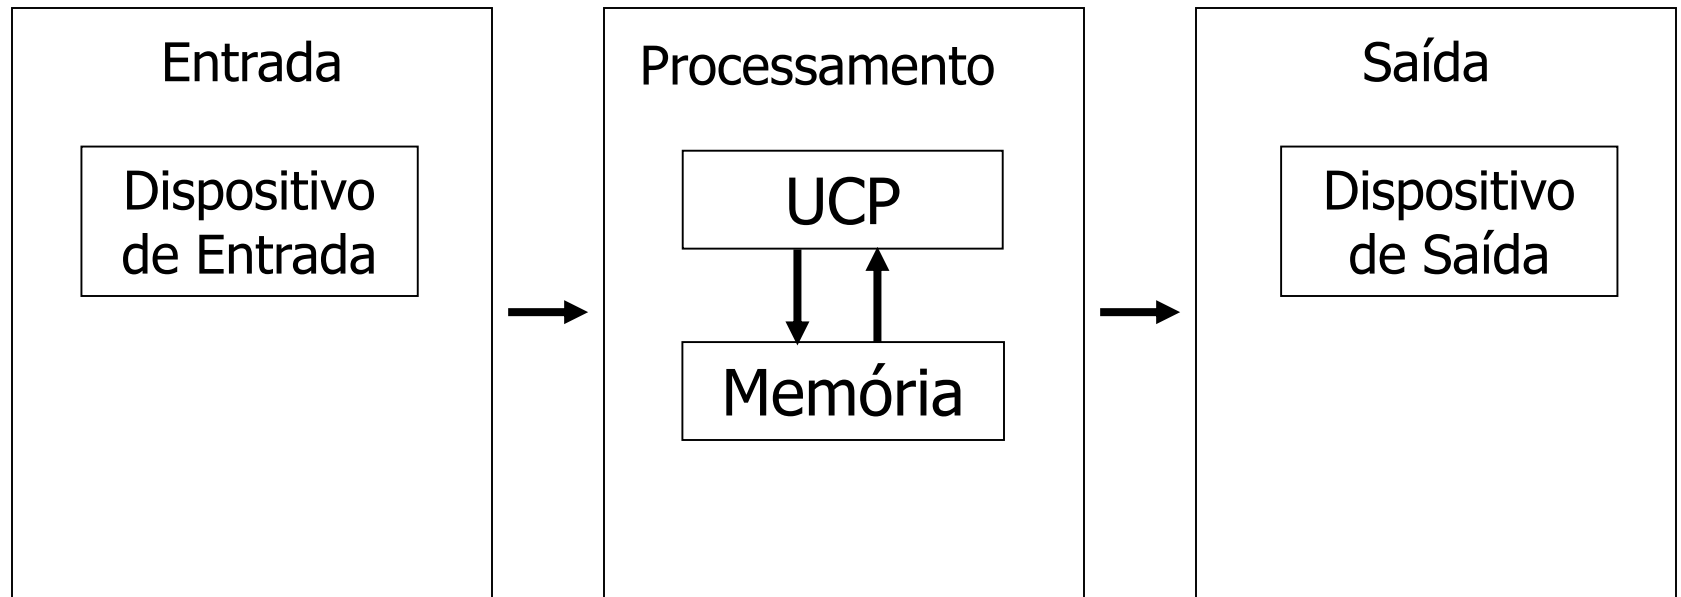 Entrada
Dispositivo
de Entrada
Processamento
UCP
Memória
Saída
Dispositivo
de Saída